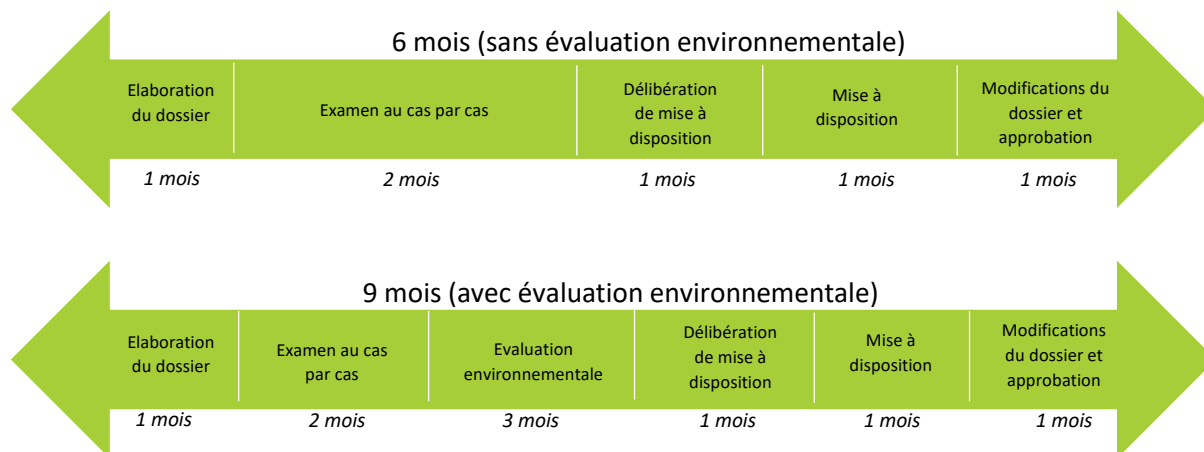 6 mois (sans évaluation environnementale)
Elaboration
du dossier
Examen au cas par cas
Délibération
de mise à
disposition
Mise à
disposition
Modifications du
dossier et
approbation
1 mois
2 mois
1 mois
1 mois
1 mois
9 mois (avec évaluation environnementale)
Elaboration
du dossier
Examen au cas
par cas
Evaluation
environnementale
Délibération
de mise à
disposition
Mise à
disposition
Modifications
du dossier et
approbation
1 mois
2 mois
3 mois
1 mois
1 mois
1 mois